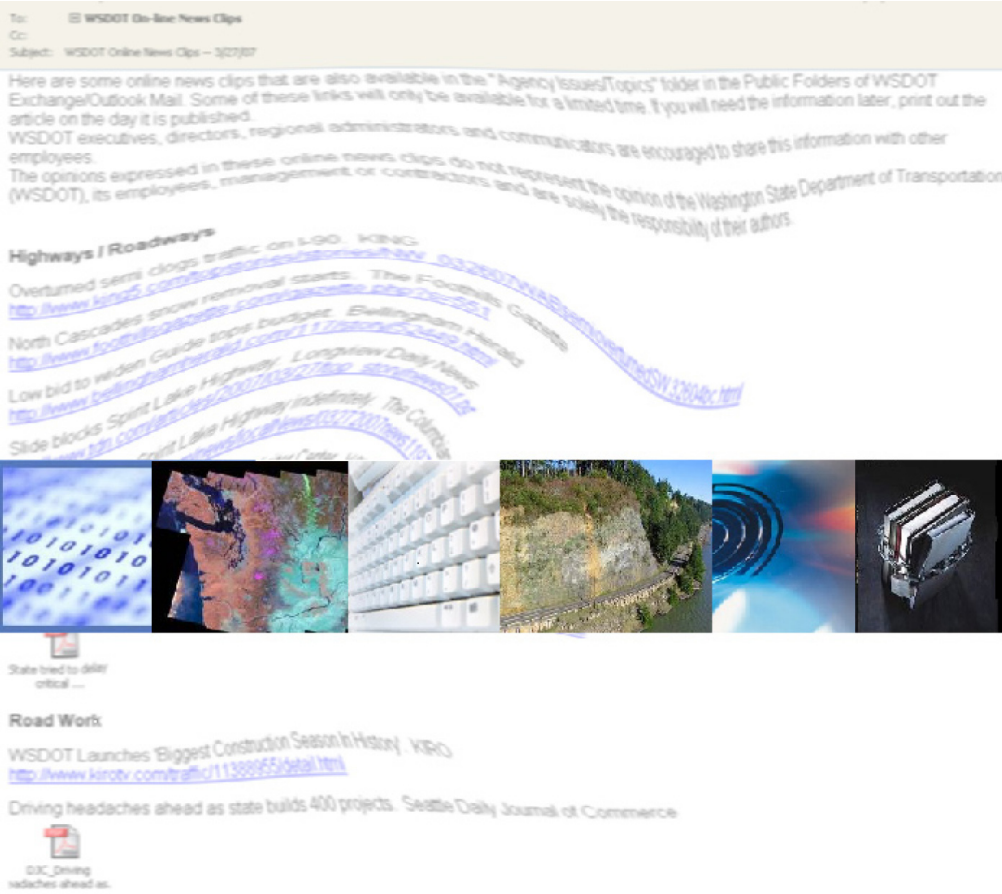 To: WSDOT On-line News Clips
Cc:
Subject: WSDOT Online News Clips -- 3/27/07
Here are some online news clips that are also available in the "Agency Issues/Topics" folder in the Public Folders of WSDOT
Exchange/Outlook Mail. Some of these links will only be available for a limited time. If you will need the information later, print out the
article on the day it is published.
WSDOT executives, directors, regional administrators and communicators are encouraged to share this information with other
employees.
The opinions expressed in these online news clips do not represent the opinion of the Washington State Department of Transportation
(WSDOT), its employees, management or contractors and are solely the responsibility of their authors.
Highways / Roadways
Overturned semi clogs traffic on I-90. KING
North Cascades snow removal starts. The Foothills Gazette
Low bid to widen Guide tops budget. Bellingham Herald
Slide blocks Spirit Lake Highway. Longview Daily News
Spirit Lake Highway indefinitely. The Columbian
1010101
10101010
State tried to delay
critical ....
Road Work
WSDOT Launches 'Biggest Construction Season In History'. KIRO
http://www.kirotv.com/traffic/11388955/detail.html
Driving headaches ahead as state builds 400 projects. Seattle Daily Journal of Commerce
DJC_Driving
headaches ahead as.